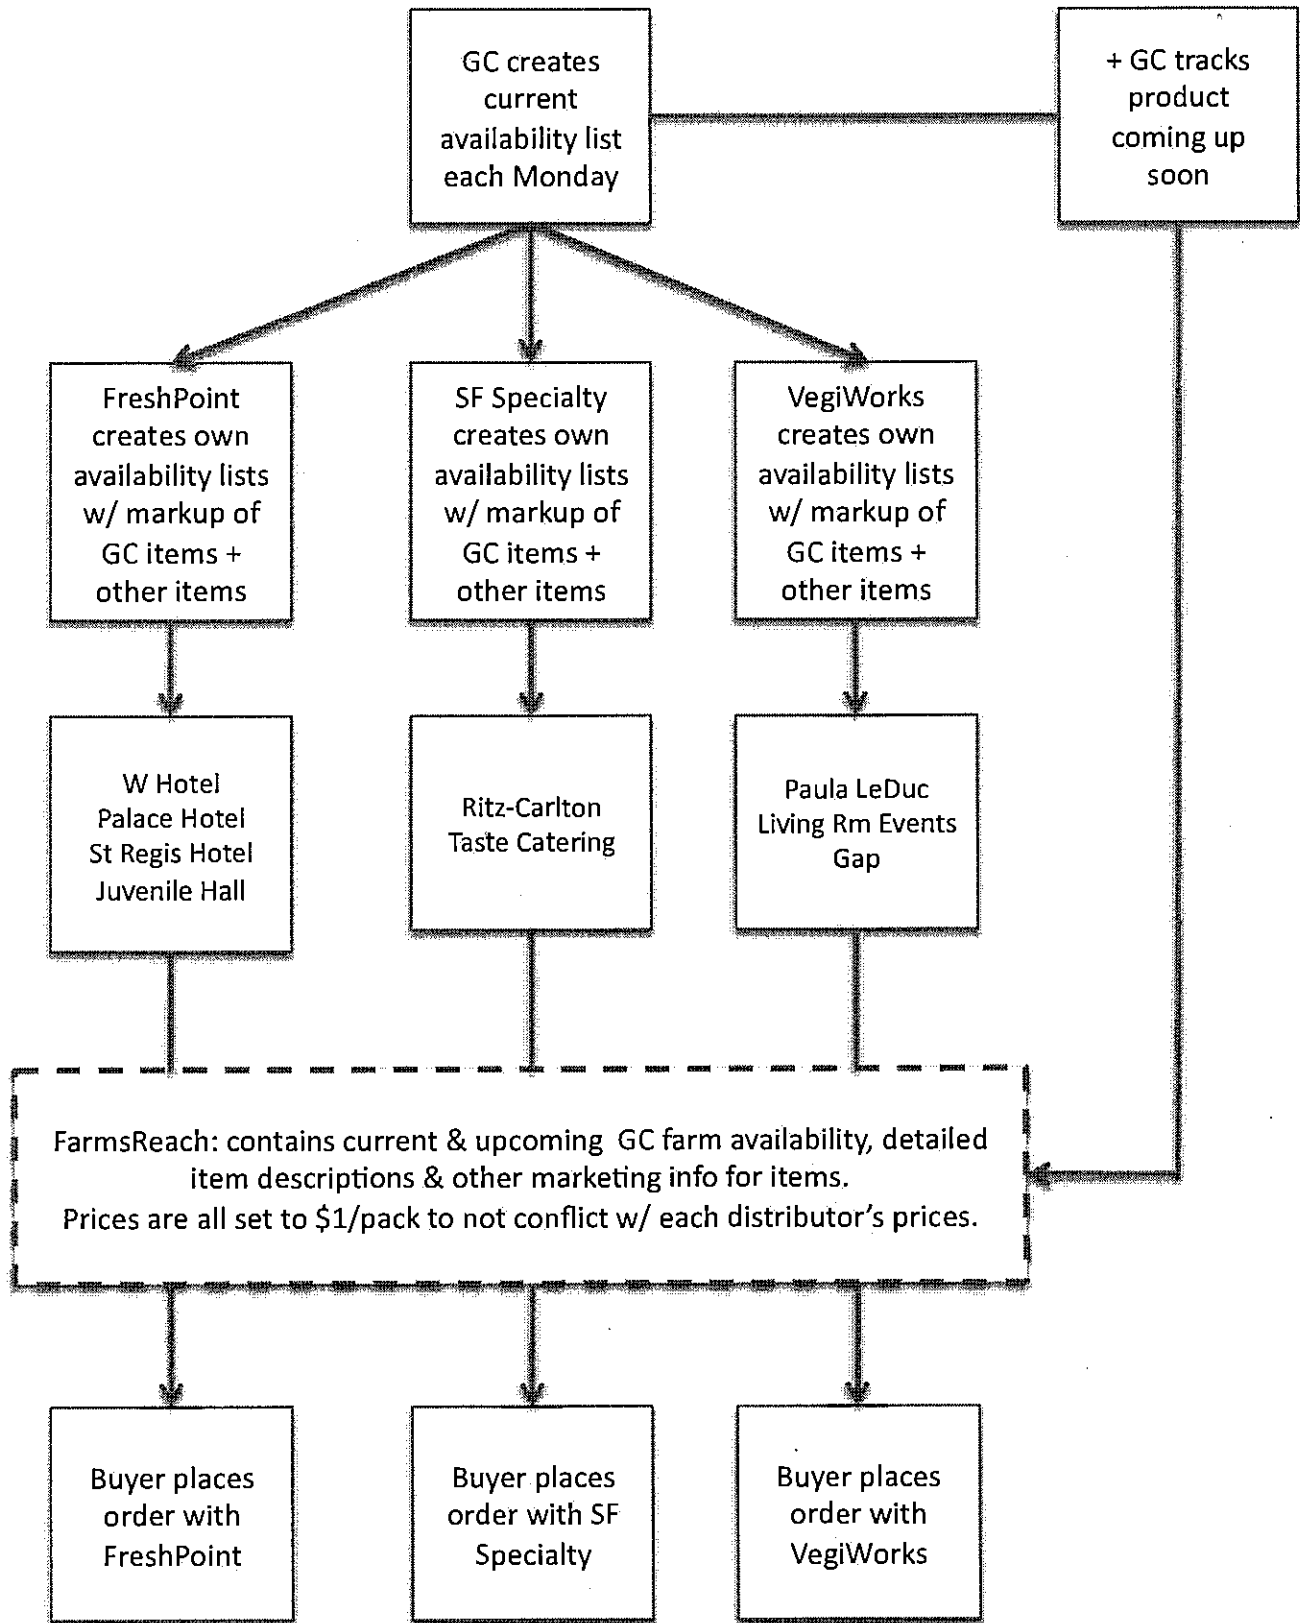 GC creates
current
availability list
each Monday
+ GC tracks
product
coming up
soon
FreshPoint
creates own
availability lists
w/ markup of
GC items +
other items
SF Specialty
creates own
availability lists
w/ markup of
GC items +
other items
VegiWorks
creates own
availability lists
w/ markup of
GC items +
other items
W Hotel
Palace Hotel
St Regis Hotel
Juvenile Hall
Ritz-Carlton
Taste Catering
Paula LeDuc
Living Rm Events
Gap
FarmsReach: contains current & upcoming GC farm availability, detailed
item descriptions & other marketing info for items.
Prices are all set to $1/pack to not conflict w/ each distributor's prices.
Buyer places
order with
FreshPoint
Buyer places
order with SF
Specialty
Buyer places
order with
VegiWorks